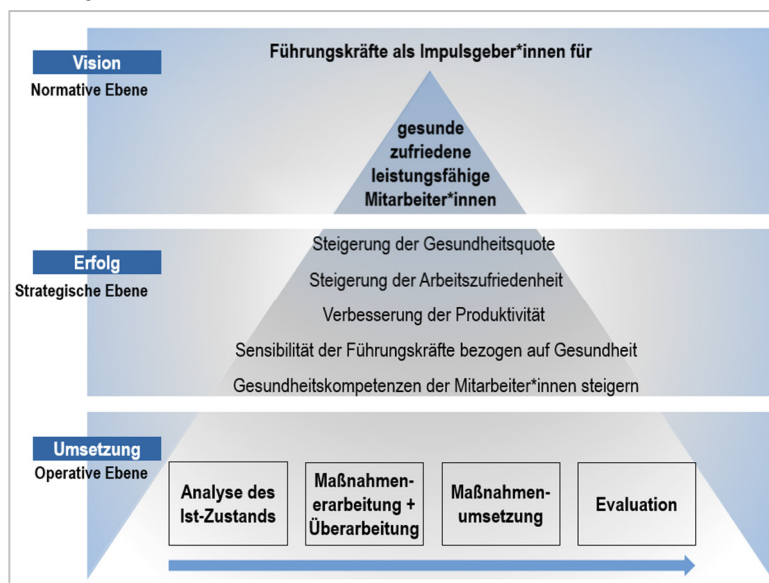 Führungskräfte als Impulsgeber*innen für
Vision
Normative Ebene
gesunde
zufriedene
leistungsfähige
Mitarbeiter*innen
Steigerung der Gesundheitsquote
Erfolg
Strategische Ebene
Steigerung der Arbeitszufriedenheit
Verbesserung der Produktivität
Sensibilität der Führungskräfte bezogen auf Gesundheit
Gesundheitskompetenzen der Mitarbeiter*innen steigern
Umsetzung
Operative Ebene
Analyse des
Ist-Zustands
Maßnahmen-
erarbeitung +
Überarbeitung
Maßnahmen-
umsetzung
Evaluation